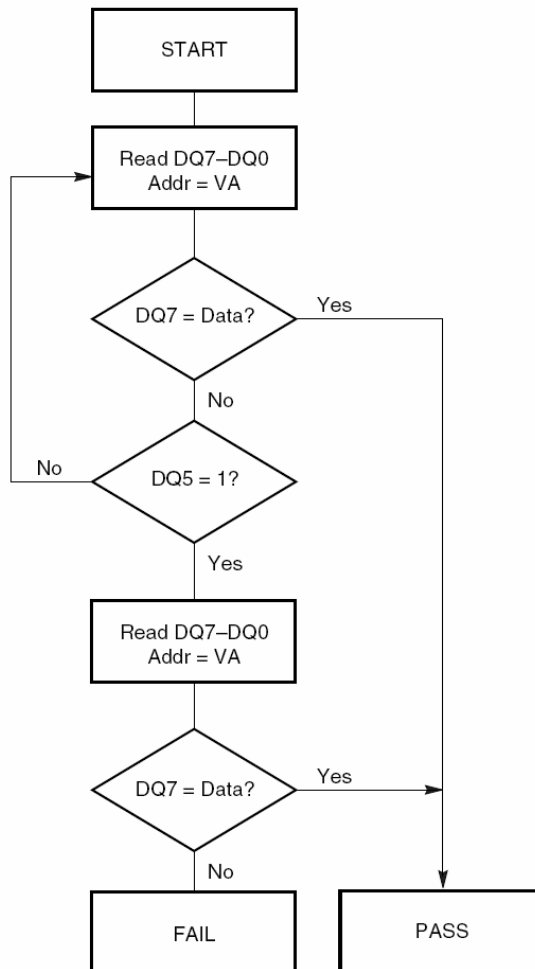 START
Read DQ7–DQ0
Addr = VA
DQ7 = Data?
Yes
No
No
DQ5 = 1?
Yes
Read DQ7–DQ0
Addr = VA
DQ7 = Data?
Yes
No
FAIL
PASS